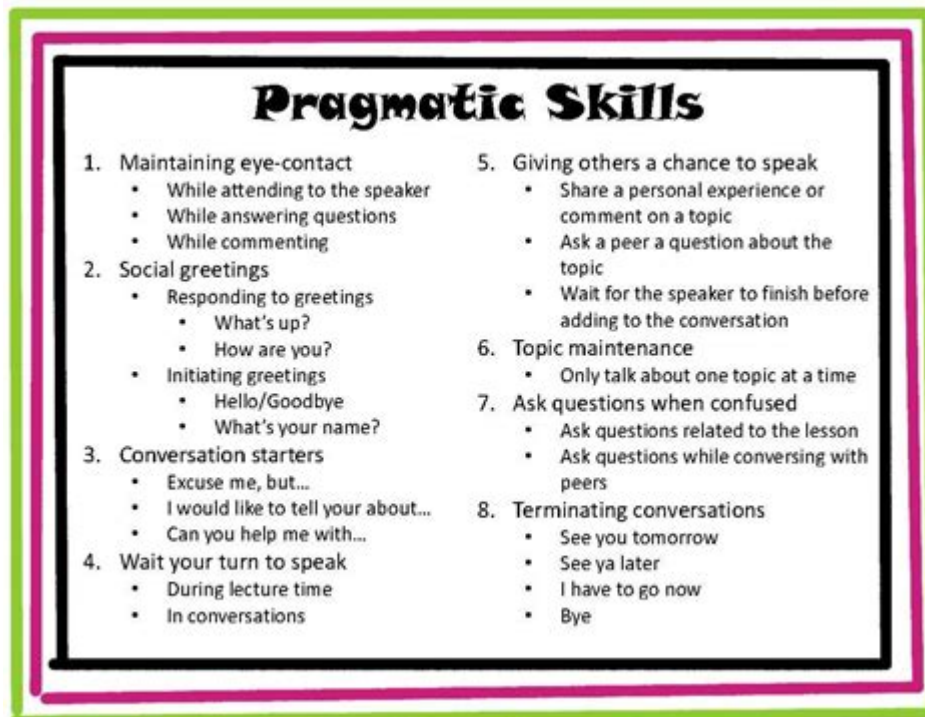 Pragmatic Skills
1. Maintaining eye-contact
• While attending to the speaker
• While answering questions
• While commenting
2. Social greetings
• Responding to greetings
• What's up?
• How are you?
• Initiating greetings
• Hello/Goodbye
• What's your name?
3. Conversation starters
• Excuse me, but...
• I would like to tell your about...
• Can you help me with...
4. Wait your turn to speak
• During lecture time
• In conversations
5. Giving others a chance to speak
• Share a personal experience or
comment on a topic
• Ask a peer a question about the
topic
• Wait for the speaker to finish before
adding to the conversation
6. Topic maintenance
• Only talk about one topic at a time
7. Ask questions when confused
• Ask questions related to the lesson
• Ask questions while conversing with
peers
8. Terminating conversations
• See you tomorrow
• See ya later
• I have to go now
• Bye